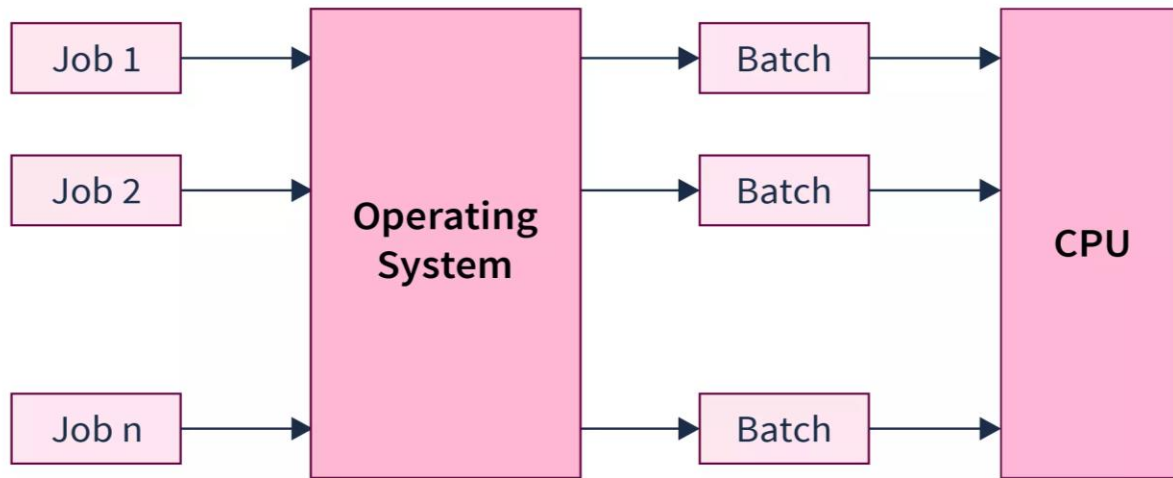 Job 1
Batch
Job 2
Batch
Operating
System
CPU
Job n
Batch